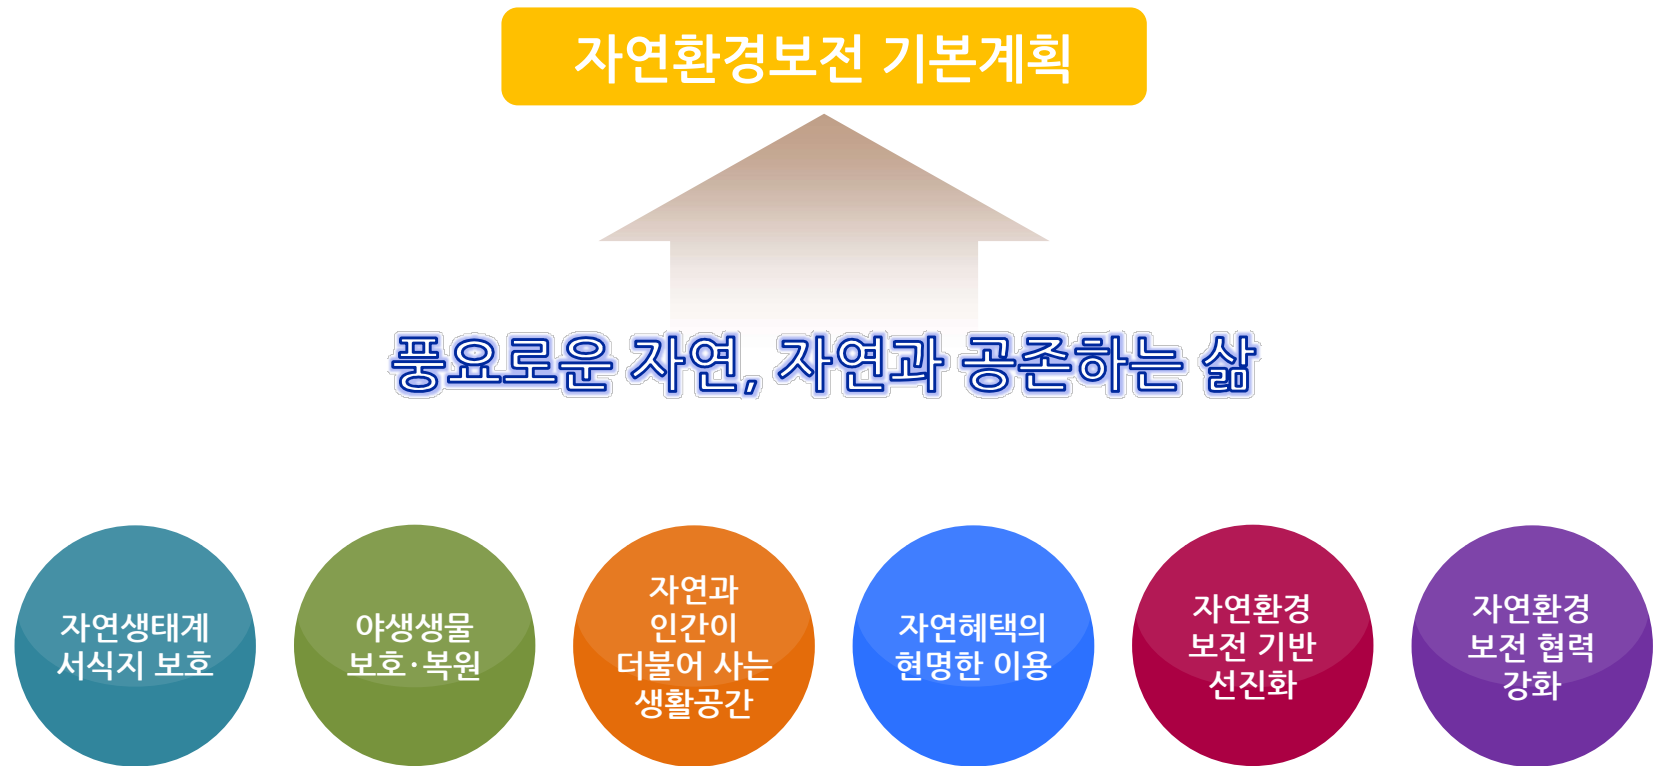 자연환경보전 기본계획
풍요로운 자연, 자연과 공존하는 삶
자연생태계
서식지 보호
야생생물
보호·복원
자연과
인간이
더불어 사는
생활공간
자연혜택의
현명한 이용
자연환경
보전 기반
선진화
자연환경
보전 협력
강화